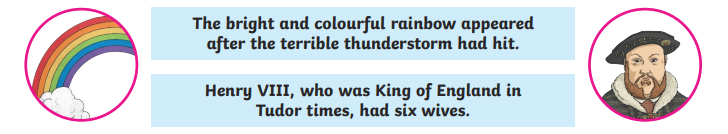 The bright and colourful rainbow appeared
after the terrible thunderstorm had hit.
Henry VIII, who was King of England in
Tudor times, had six wives.